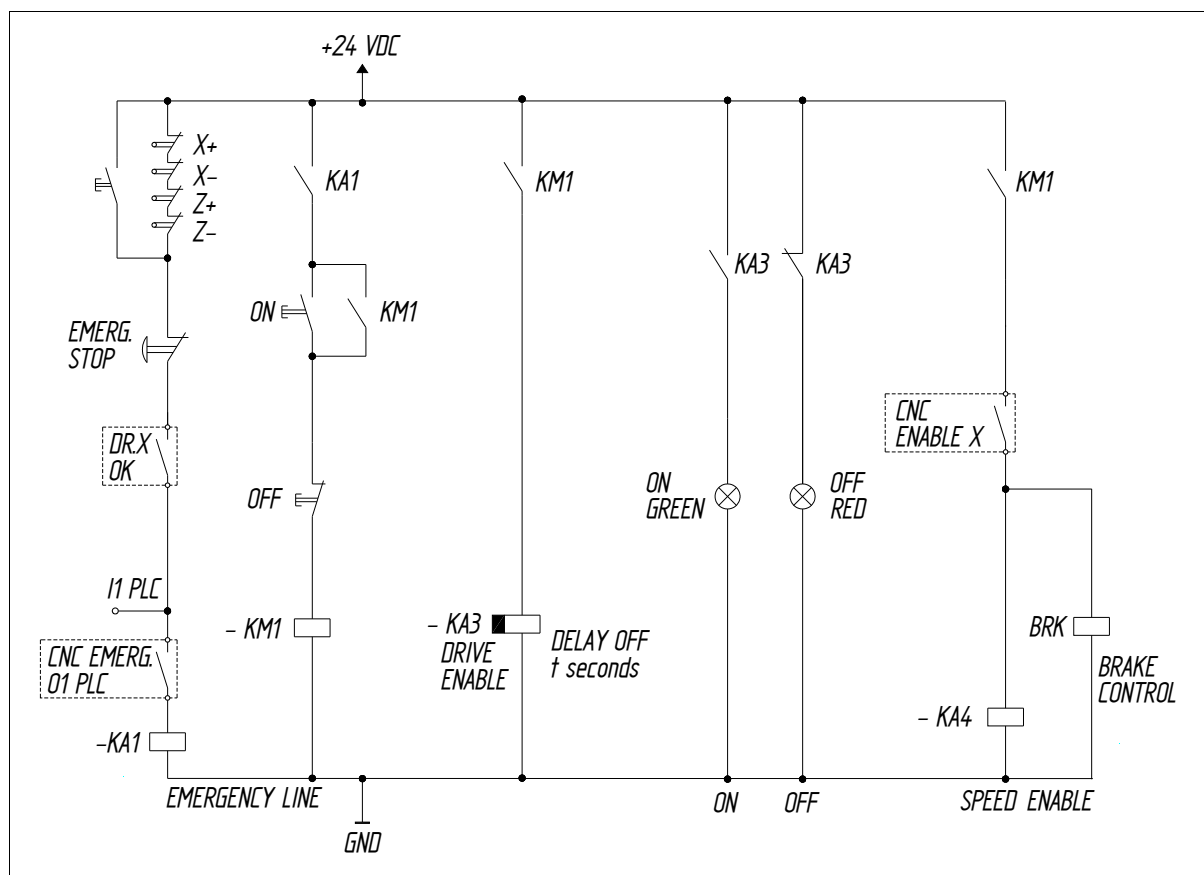 +24 VDC
X+
X-
Z+
Z-
KA1
KM1
KM1
KA3
KA3
ON
KM1
EMERG.
STOP
CNC
ENABLE X
DR.X
OK
OFF
ON
GREEN
OFF
RED
I1 PLC
- KM1
- KA3
DRIVE
ENABLE
DELAY OFF
t seconds
BRK
BRAKE
CONTROL
CNC EMERG.
O1 PLC
-KA1
- KA4
EMERGENCY LINE
GND
ON
OFF
SPEED ENABLE